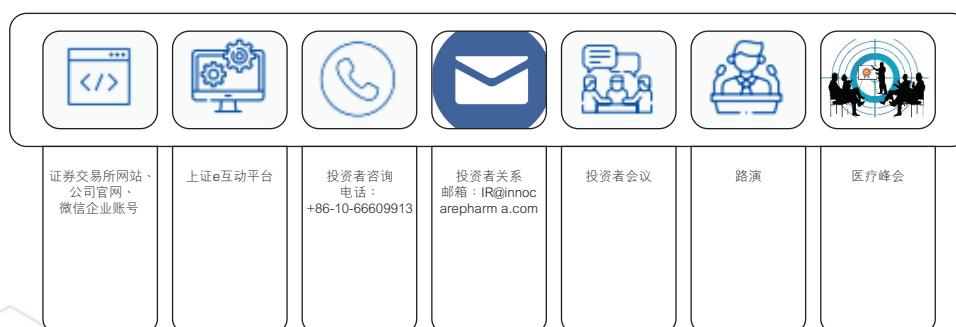 证券交易所网站、
公司官网、
微信企业账号
上证e互动平台
投资者咨询
电话：
+86-10-66609913
投资者关系
邮箱：IR@innoc
arepharm a.com
投资者会议
路演
医疗峰会